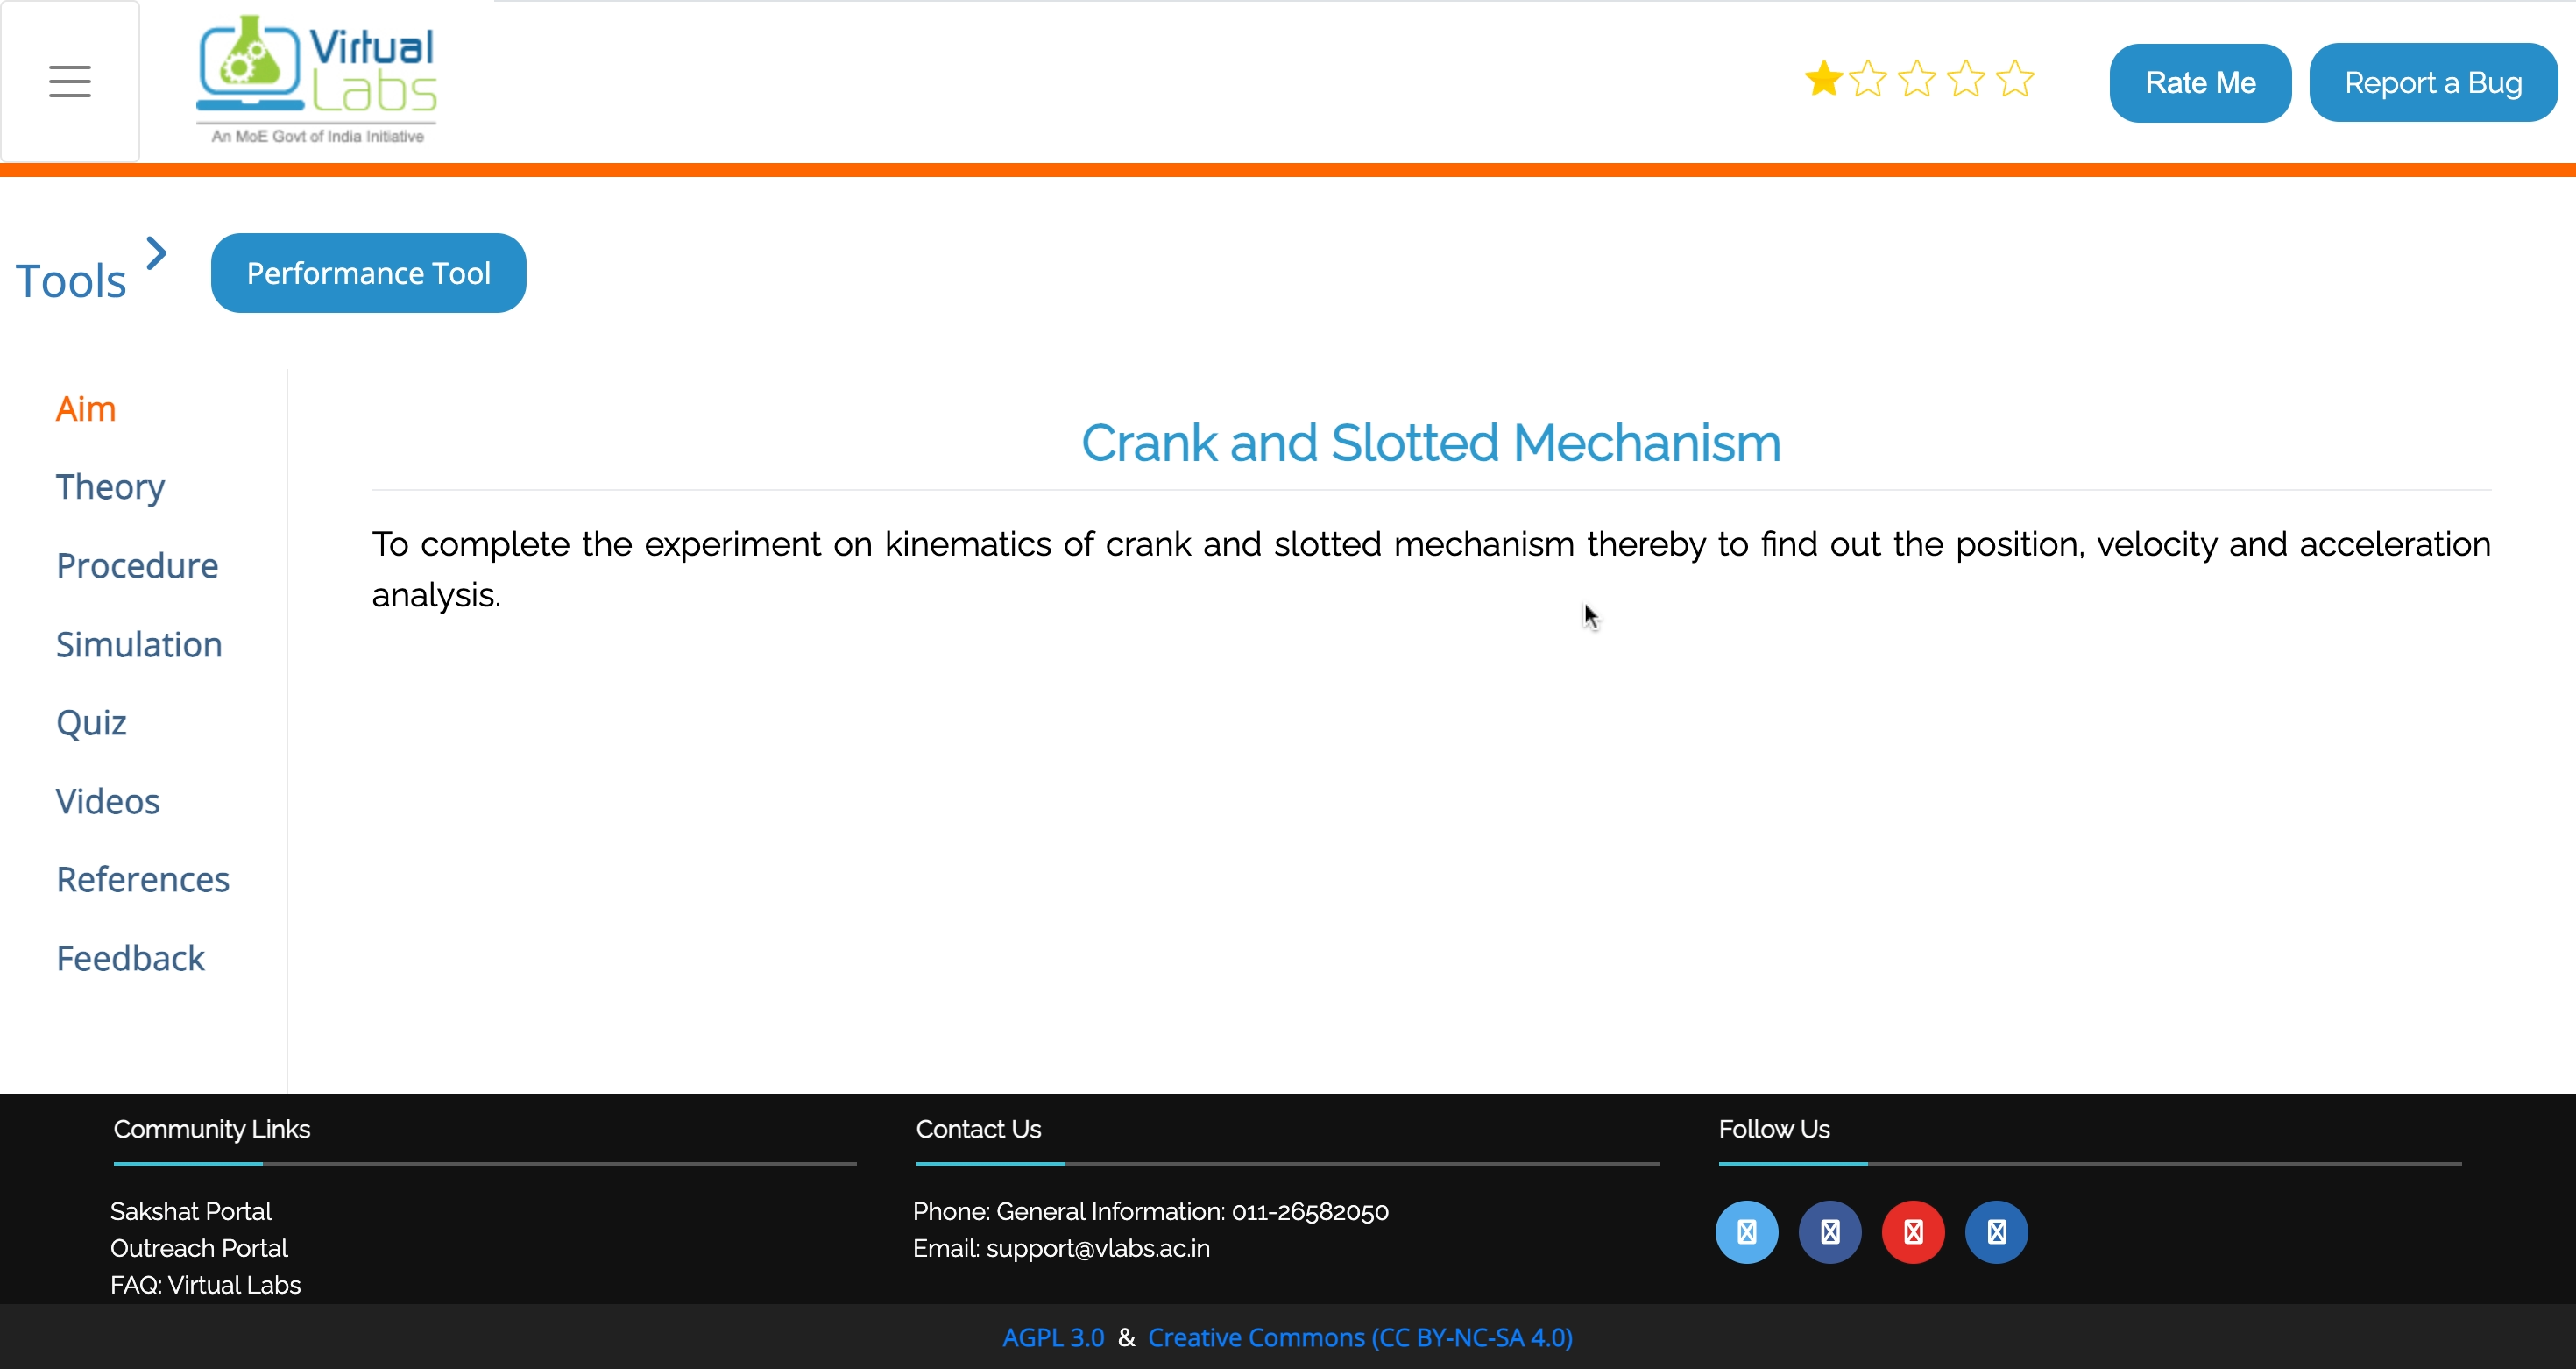 Virtual
Labs
An MoE Govt of India Initiative
Rate Me
Report a Bug
Tools
Performance Tool
Aim
Theory
Procedure
Simulation
Quiz
Videos
References
Feedback
Crank and Slotted Mechanism
To complete the experiment on kinematics of crank and slotted mechanism thereby to find out the position, velocity and acceleration
analysis.
Community Links
Sakshat Portal
Outreach Portal
FAQ: Virtual Labs
Contact Us
Phone: General Information: 011-26582050
Email: support@vlabs.ac.in
Follow Us
AGPL 3.0 & Creative Commons (CC BY-NC-SA 4.0)